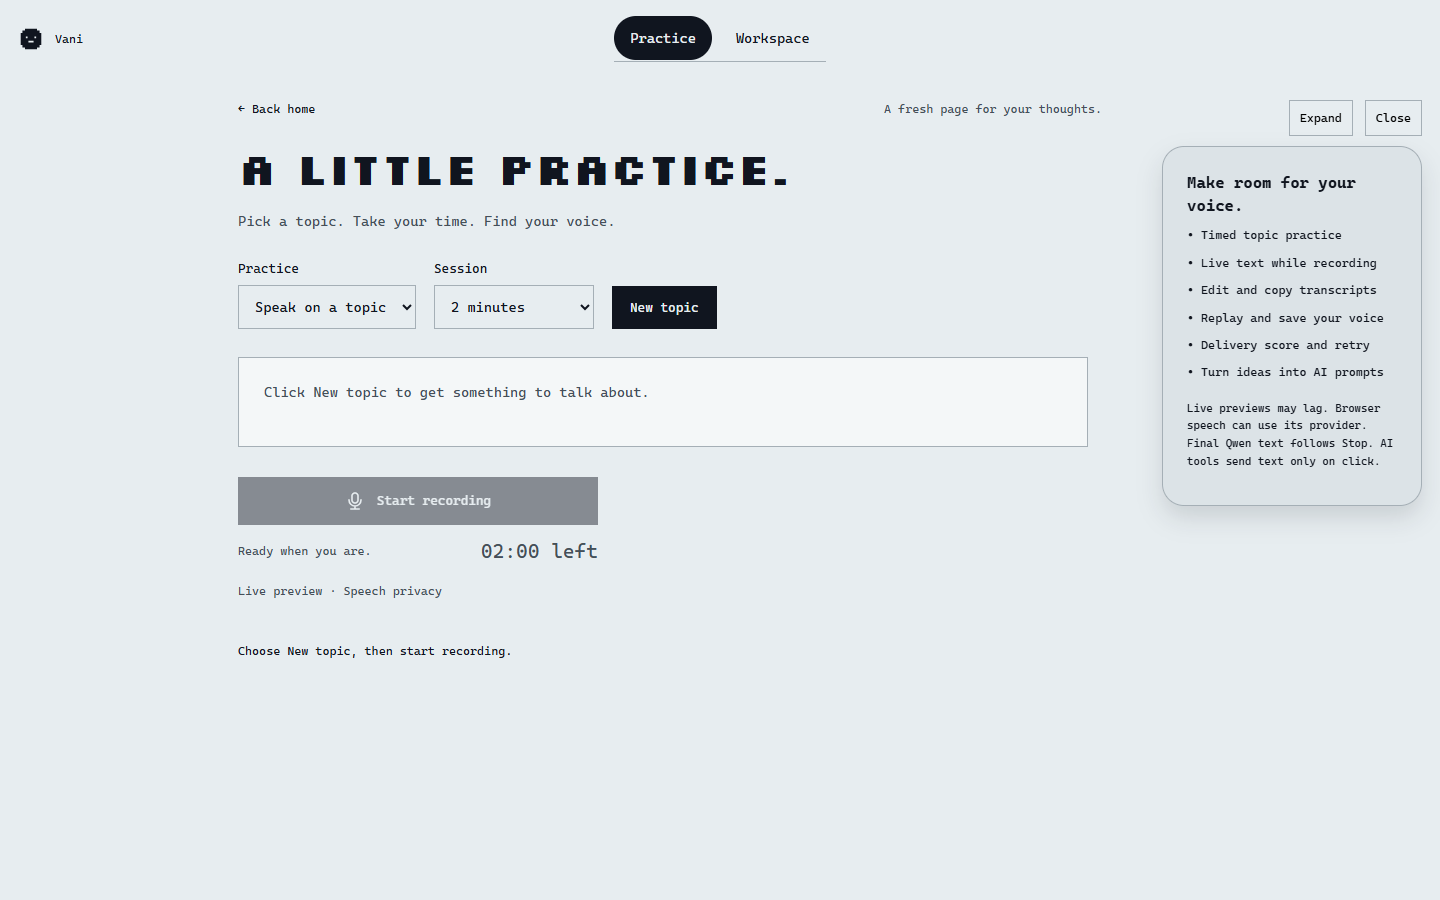 Vani
Practice
Workspace
← Back home
A fresh page for your thoughts.
Expand
Close
A LITTLE PRACTICE.
Pick a topic. Take your time. Find your voice.
Practice
Session
Speak on a topic
2 minutes
New topic
Click New topic to get something to talk about.
Start recording
Ready when you are.
02:00 left
Live preview · Speech privacy
Choose New topic, then start recording.
Make room for your
voice.
• Timed topic practice
• Live text while recording
• Edit and copy transcripts
• Replay and save your voice
• Delivery score and retry
• Turn ideas into AI prompts
Live previews may lag. Browser
speech can use its provider.
Final Qwen text follows Stop. AI
tools send text only on click.